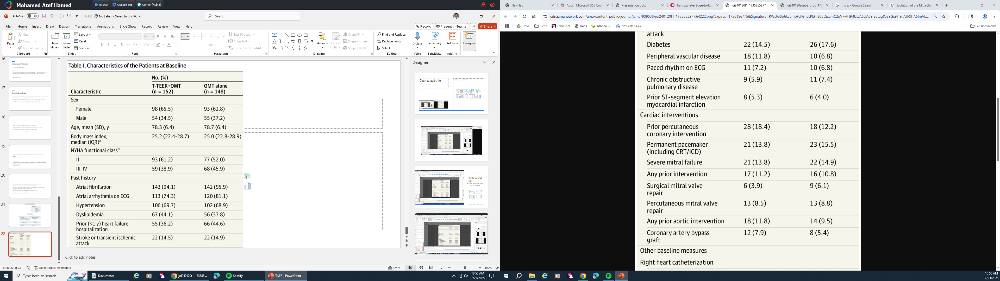 Mohamed Atef Hamed
eTenet
Outlook 365
Cerner (Hub 5)
AutoSave Off
Tri.FR
No Label • Saved to this PC
Search
File Home Insert Draw Design Transitions Animations Slide Show Record Review View Help
Record
Present in Teams
Share
Paste
Cut
Copy
Format Painter
Clipboard
New Slide
Reuse Slides
Layout
Reset
Section
Slides
20
Font
Paragraph
Text Direction
Align Text
Convert to SmartArt
Arrange
Quick Styles
Shape Fill
Shape Outline
Shape Effects
Drawing
Find and Replace
Replace Fonts
Select
Editing
Dictate
Voice
Sensitivity
Sensitivity
Add-ins
Add-ins
Designer
16
Secondary Outcomes
17
Statistical Analysis
18
19
20
21
22
Table 1. Characteristics of the Patients at Baseline
No. (%)
Characteristic T-TEER+OMT (n = 152) OMT alone (n = 148)
Sex
Female 98 (65.5) 93 (62.8)
Male 54 (34.5) 55 (37.2)
Age, mean (SD), y 78.3 (6.4) 78.7 (6.4)
Body mass index, 25.2 (22.4-28.7) 25.0 (22.8-28.9)
median (IQR)a
NYHA functional classb
II 93 (61.2) 77 (52.0)
III-IV 59 (38.9) 68 (45.9)
Past history
Atrial fibrillation 143 (94.1) 142 (95.9)
Atrial arrhythmia on ECG 113 (74.3) 120 (81.1)
Hypertension 106 (69.7) 102 (68.9)
Dyslipidemia 67 (44.1) 56 (37.8)
Prior (<1 y) heart failure 55 (36.2) 66 (44.6)
hospitalization
Stroke or transient ischemic 22 (14.5) 22 (14.9)
attack
Click to add notes
Designer
Click to add title
Click to add text
Click to add title
Slide 22 of 22
Accessibility: Investigate
Notes
100%
Type here to search
Documents
joi240120t1_173585...
Spotify
Tri.FR - PowerPoint
10:50 AM
7/23/2025
New Tab
Apps | Microsoft 365 Copi
Presentation.pptx
Transcatheter Edge-to-Edg
joi240120t1_1735855277.6
joi240120supp2_prod_173
triclip - Google Search
Evolution of the MitraClip
cdn.jamanetwork.com/ama/content_public/journal/jama/939538/joi240120t1_1735855277.64222.png?Expires=1756156775&Signature=
Drive
Echo
Echo Inpt
Rads
Athena S/I
NetScaler AAA
All Bookmarks
attack
Diabetes 22 (14.5) 26 (17.6)
Peripheral vascular disease 18 (11.8) 10 (6.8)
Paced rhythm on ECG 11 (7.2) 10 (6.8)
Chronic obstructive 9 (5.9) 11 (7.4)
pulmonary disease
Prior ST-segment elevation 8 (5.3) 6 (4.0)
myocardial infarction
Cardiac interventions
Prior percutaneous 28 (18.4) 18 (12.2)
coronary intervention
Permanent pacemaker 21 (13.8) 23 (15.5)
(including CRT/ICD)
Severe mitral failure 21 (13.8) 22 (14.9)
Any prior intervention 17 (11.2) 16 (10.8)
Surgical mitral valve 6 (3.9) 9 (6.1)
repair
Percutaneous mitral valve 13 (8.5) 13 (8.8)
repair
Any prior aortic intervention 18 (11.8) 14 (9.5)
Coronary artery bypass 12 (7.9) 8 (5.4)
graft
Other baseline measures
Right heart catheterization
10:50 AM
7/23/2025